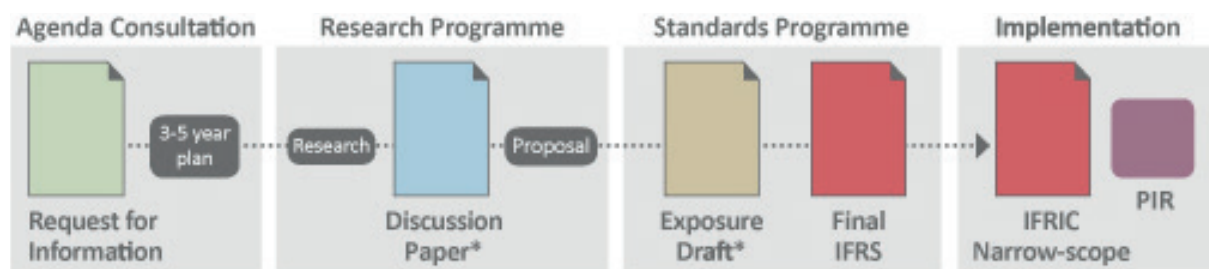 Agenda Consultation
Research Programme
Standards Programme
Implementation
3-5 year
plan
Research
Proposal
Request for
Information
Discussion
Paper*
Exposure
Draft*
Final
IFRS
IFRIC
Narrow-scope
PIR